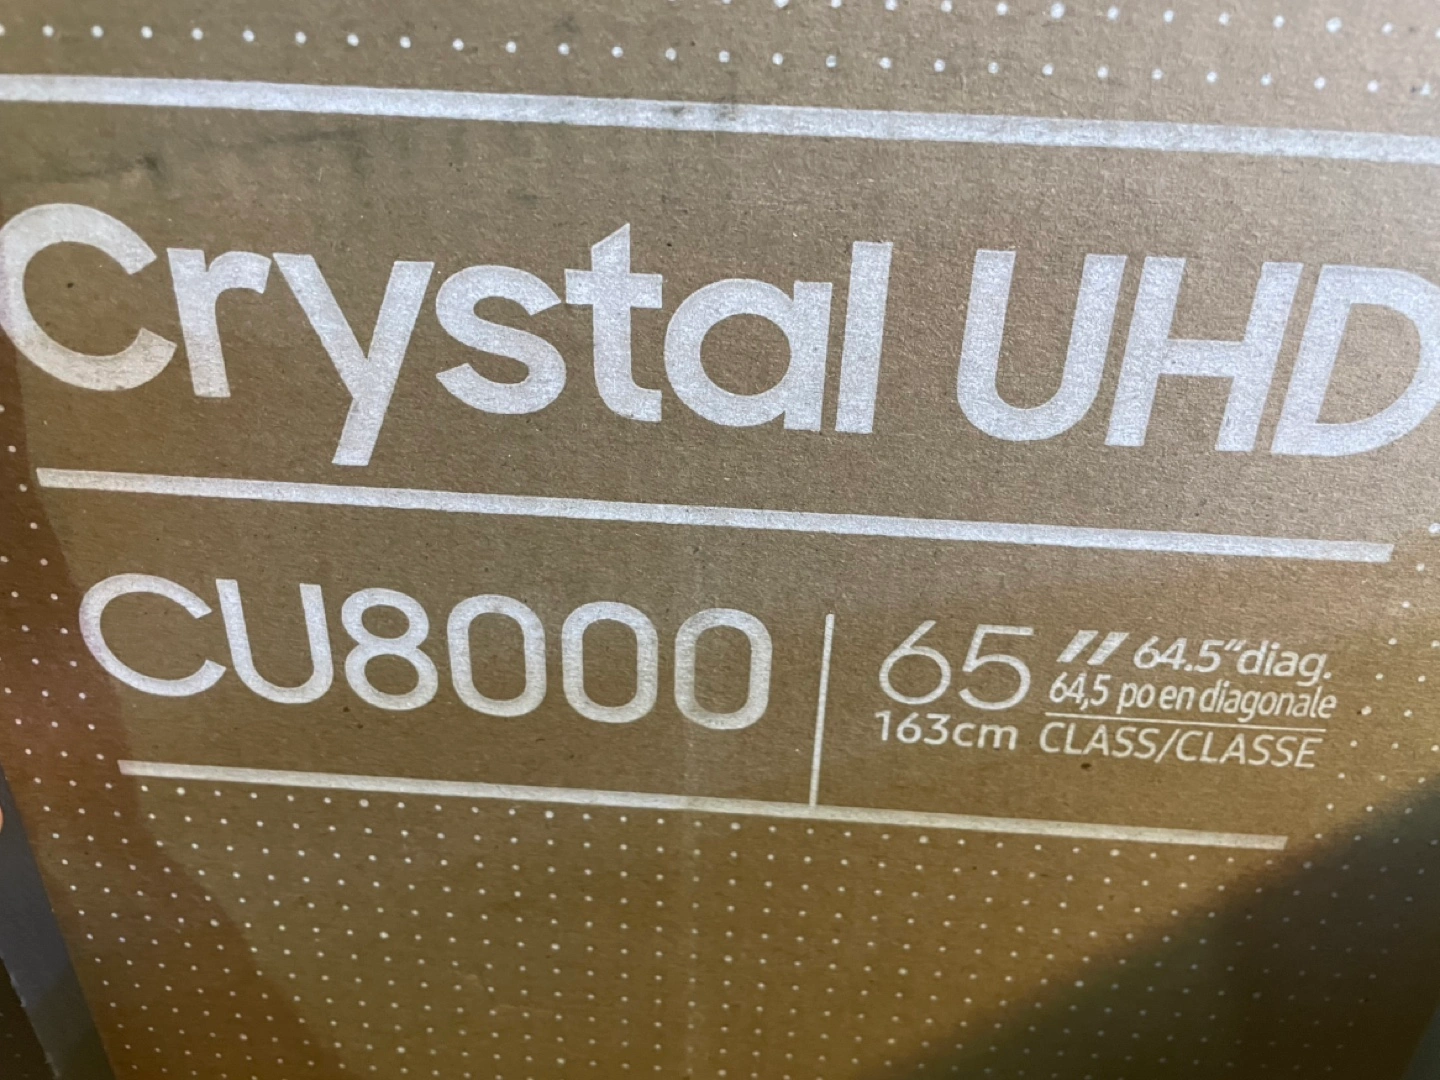 Crystal UHD
CU8000
65" 64.5" diag.
64,5 po en diagonale
163cm CLASS/CLASSE